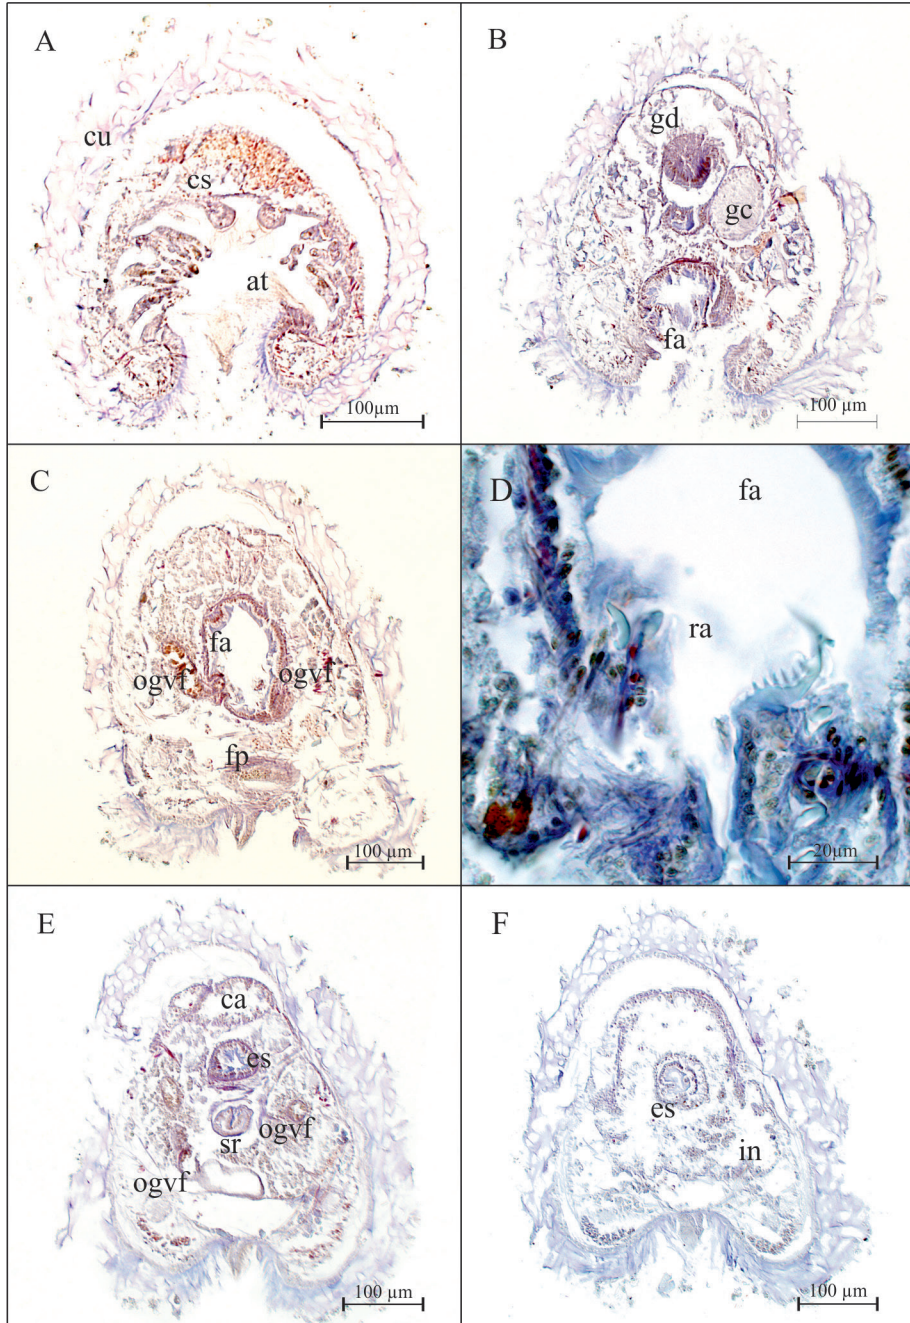 A
cu
cs
at
100µm
B
gd
gc
fa
100 µm
C
fa
ogvf
ogvf
fp
100 µm
D
fa
ra
20µm
E
ca
es
ogvf
sr
ogvf
100 µm
F
es
in
100 µm